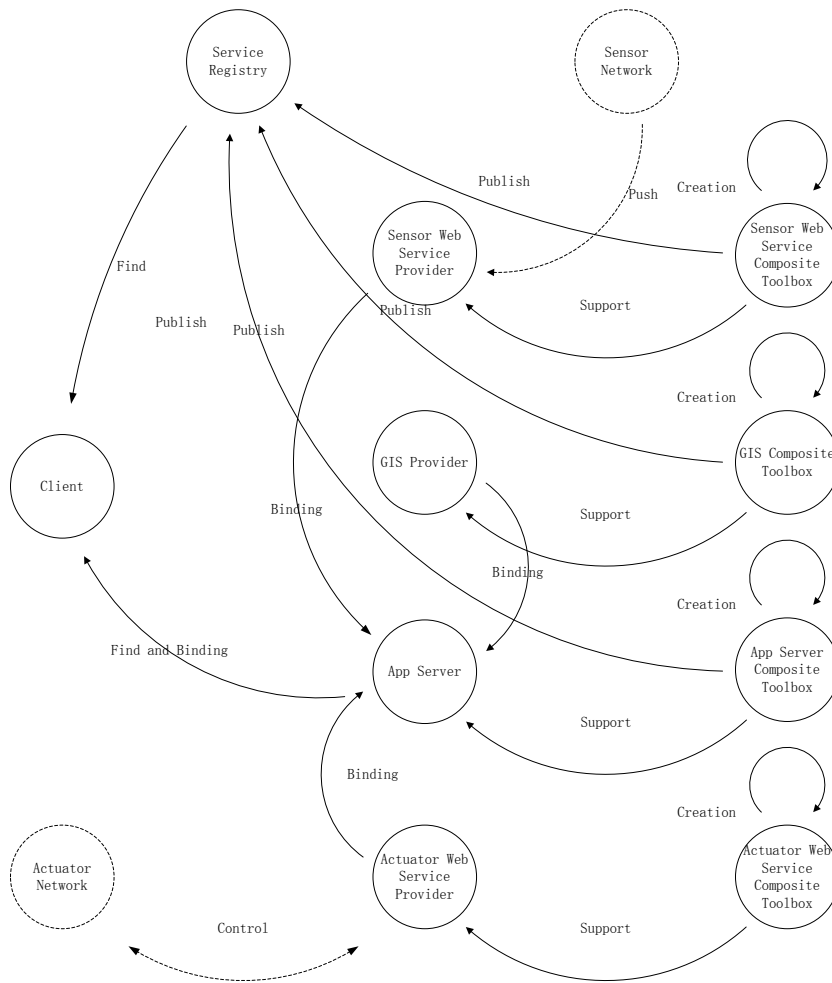 Service
Registry
Sensor
Network
Publish
Creation
Push
Sensor Web
Service
Provider
Sensor Web
Service
Composite
Toolbox
Find
Publish
Publish
Publish
Support
Creation
Client
GIS Provider
GIS Composite
Toolbox
Binding
Support
Binding
Creation
Find and Binding
App Server
App Server
Composite
Toolbox
Support
Binding
Creation
Actuator
Network
Actuator Web
Service
Provider
Actuator Web
Service
Composite
Toolbox
Control
Support